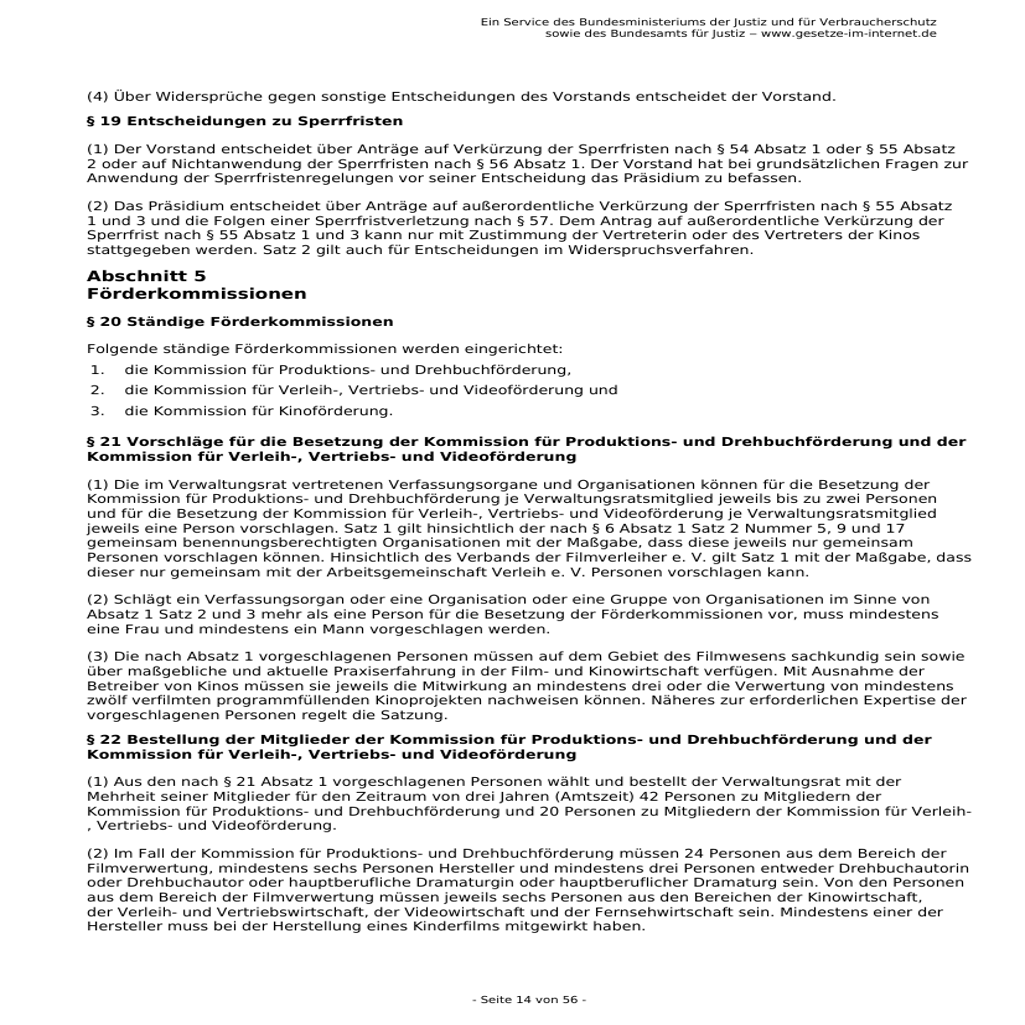 Ein Service des Bundesministeriums der Justiz und für Verbraucherschutz
sowie des Bundesamts für Justiz – www.gesetze-im-internet.de
(4) Über Widersprüche gegen sonstige Entscheidungen des Vorstands entscheidet der Vorstand.
§ 19 Entscheidungen zu Sperrfristen
(1) Der Vorstand entscheidet über Anträge auf Verkürzung der Sperrfristen nach § 54 Absatz 1 oder § 55 Absatz
2 oder auf Nichtanwendung der Sperrfristen nach § 56 Absatz 1. Der Vorstand hat bei grundsätzlichen Fragen zur
Anwendung der Sperrfristenregelungen vor seiner Entscheidung das Präsidium zu befassen.
(2) Das Präsidium entscheidet über Anträge auf außerordentliche Verkürzung der Sperrfristen nach § 55 Absatz
1 und 3 und die Folgen einer Sperrfristverletzung nach § 57. Dem Antrag auf außerordentliche Verkürzung der
Sperrfrist nach § 55 Absatz 1 und 3 kann nur mit Zustimmung der Vertreterin oder des Vertreters der Kinos
stattgegeben werden. Satz 2 gilt auch für Entscheidungen im Widerspruchsverfahren.
Abschnitt 5
Förderkommissionen
§ 20 Ständige Förderkommissionen
Folgende ständige Förderkommissionen werden eingerichtet:
1. die Kommission für Produktions- und Drehbuchförderung,
2. die Kommission für Verleih-, Vertriebs- und Videoförderung und
3. die Kommission für Kinoförderung.
§ 21 Vorschläge für die Besetzung der Kommission für Produktions- und Drehbuchförderung und der
Kommission für Verleih-, Vertriebs- und Videoförderung
(1) Die im Verwaltungsrat vertretenen Verfassungsorgane und Organisationen können für die Besetzung der
Kommission für Produktions- und Drehbuchförderung je Verwaltungsratsmitglied jeweils bis zu zwei Personen
und für die Besetzung der Kommission für Verleih-, Vertriebs- und Videoförderung je Verwaltungsratsmitglied
jeweils eine Person vorschlagen. Satz 1 gilt hinsichtlich der nach § 6 Absatz 1 Satz 2 Nummer 5, 9 und 17
gemeinsam benennungsberechtigten Organisationen mit der Maßgabe, dass diese jeweils nur gemeinsam
Personen vorschlagen können. Hinsichtlich des Verbands der Filmverleiher e. V. gilt Satz 1 mit der Maßgabe, dass
dieser nur gemeinsam mit der Arbeitsgemeinschaft Verleih e. V. Personen vorschlagen kann.
(2) Schlägt ein Verfassungsorgan oder eine Organisation oder eine Gruppe von Organisationen im Sinne von
Absatz 1 Satz 2 und 3 mehr als eine Person für die Besetzung der Förderkommissionen vor, muss mindestens
eine Frau und mindestens ein Mann vorgeschlagen werden.
(3) Die nach Absatz 1 vorgeschlagenen Personen müssen auf dem Gebiet des Filmwesens sachkundig sein sowie
über maßgebliche und aktuelle Praxiserfahrung in der Film- und Kinowirtschaft verfügen. Mit Ausnahme der
Betreiber von Kinos müssen sie jeweils die Mitwirkung an mindestens drei oder die Verwertung von mindestens
zwölf verfilmten programmfüllenden Kinoprojekten nachweisen können. Näheres zur erforderlichen Expertise der
vorgeschlagenen Personen regelt die Satzung.
§ 22 Bestellung der Mitglieder der Kommission für Produktions- und Drehbuchförderung und der
Kommission für Verleih-, Vertriebs- und Videoförderung
(1) Aus den nach § 21 Absatz 1 vorgeschlagenen Personen wählt und bestellt der Verwaltungsrat mit der
Mehrheit seiner Mitglieder für den Zeitraum von drei Jahren (Amtszeit) 42 Personen zu Mitgliedern der
Kommission für Produktions- und Drehbuchförderung und 20 Personen zu Mitgliedern der Kommission für Verleih-
, Vertriebs- und Videoförderung.
(2) Im Fall der Kommission für Produktions- und Drehbuchförderung müssen 24 Personen aus dem Bereich der
Filmverwertung, mindestens sechs Personen Hersteller und mindestens drei Personen entweder Drehbuchautorin
oder Drehbuchautor oder hauptberufliche Dramaturgin oder hauptberuflicher Dramaturg sein. Von den Personen
aus dem Bereich der Filmverwertung müssen jeweils sechs Personen aus den Bereichen der Kinowirtschaft,
der Verleih- und Vertriebswirtschaft, der Videowirtschaft und der Fernsehwirtschaft sein. Mindestens einer der
Hersteller muss bei der Herstellung eines Kinderfilms mitgewirkt haben.
- Seite 14 von 56 -